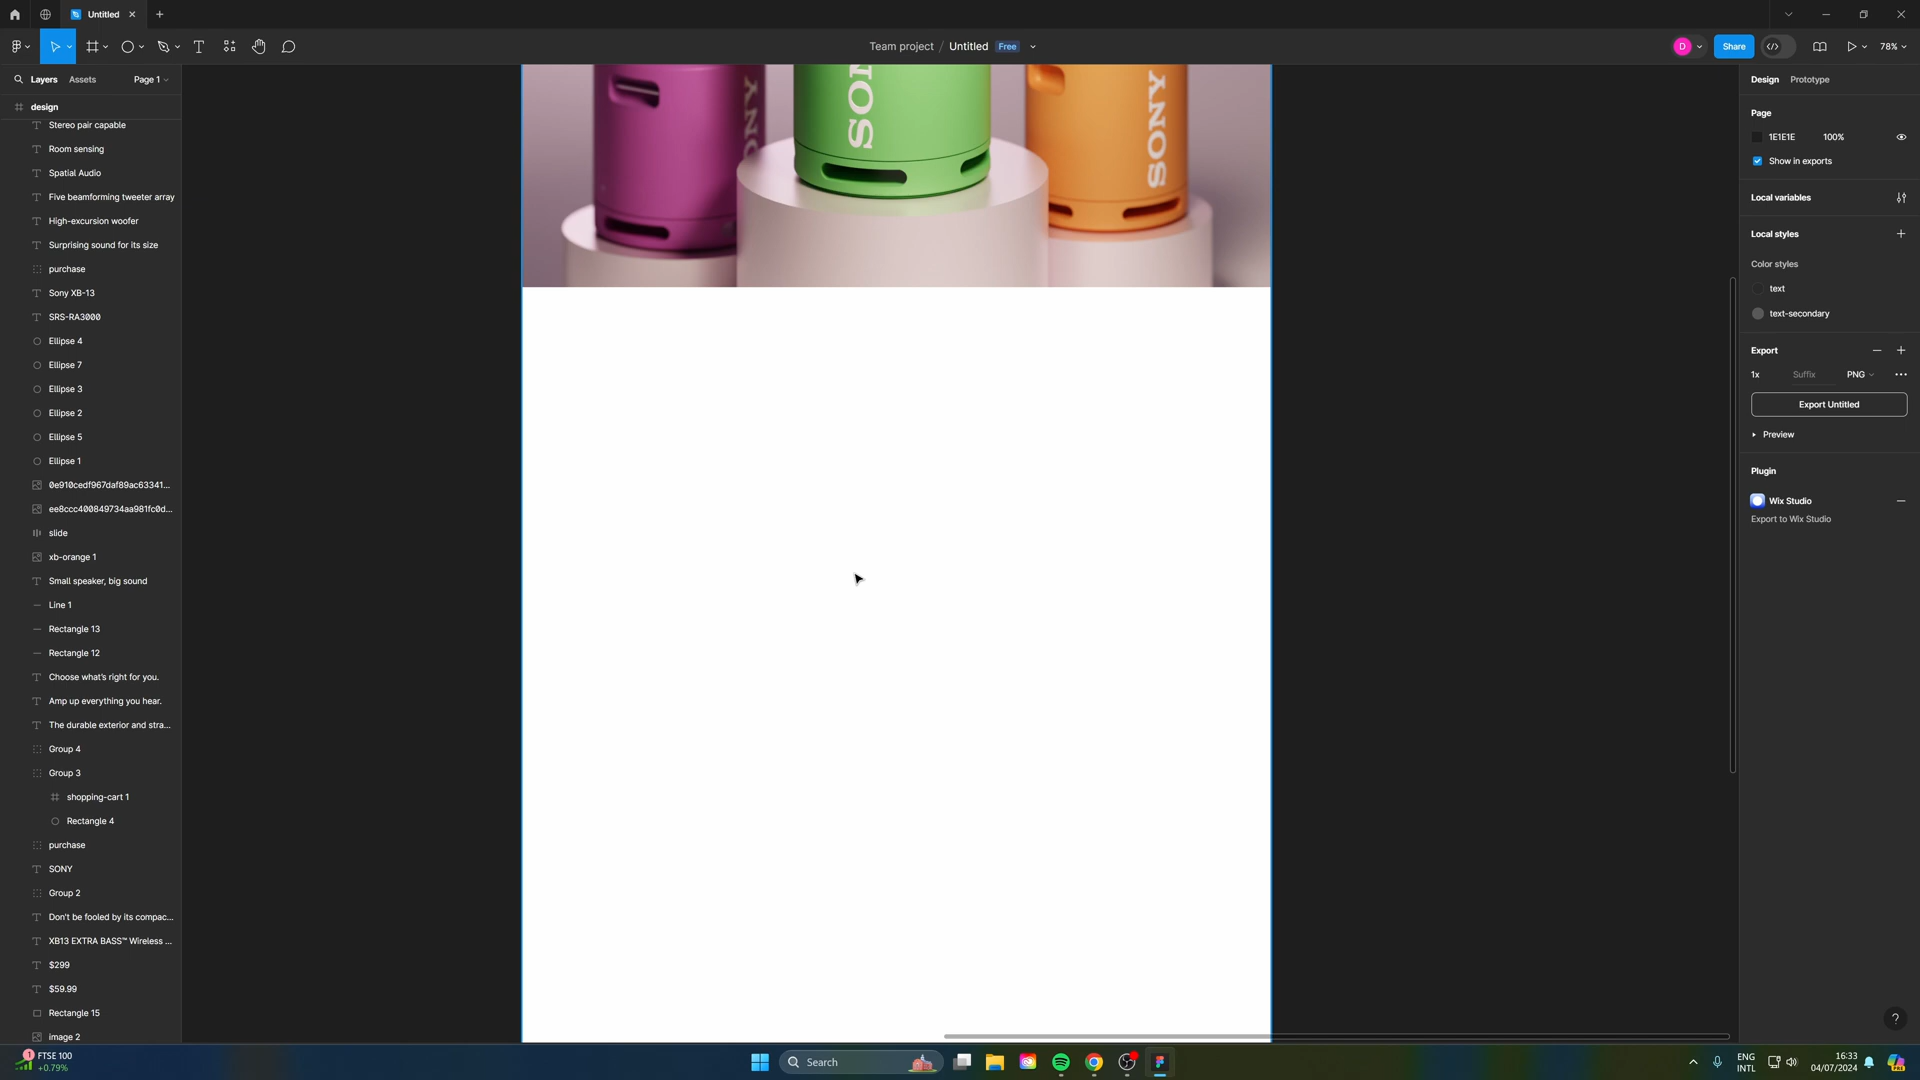 Untitled
Team project / Untitled Free
D
Share
78%
Layers
Assets
Page 1
design
Stereo pair capable
Room sensing
Spatial Audio
Five beamforming tweeter array
High-excursion woofer
Surprising sound for its size
purchase
Sony XB-13
SRS-RA3000
Ellipse 4
Ellipse 7
Ellipse 3
Ellipse 2
Ellipse 5
Ellipse 1
0e910cedf967daf89ac63341...
ee8ccc400849734aa981fc0d...
slide
xb-orange 1
Small speaker, big sound
Line 1
Rectangle 13
Rectangle 12
Choose what's right for you.
Amp up everything you hear.
The durable exterior and stra...
Group 4
Group 3
shopping-cart 1
Rectangle 4
purchase
SONY
Group 2
Don't be fooled by its compac...
XB13 EXTRA BASS™ Wireless ...
$299
$59.99
Rectangle 15
image 2
SONY
SONY
SONY
Design
Prototype
Page
1E1E1E
100%
Show in exports
Local variables
Local styles
Color styles
text
text-secondary
Export
1x
Suffix
PNG
Export Untitled
Preview
Plugin
Wix Studio
Export to Wix Studio
?
1
FTSE 100
+0.79%
Search
ENG
INTL
16:33
04/07/2024
PRE